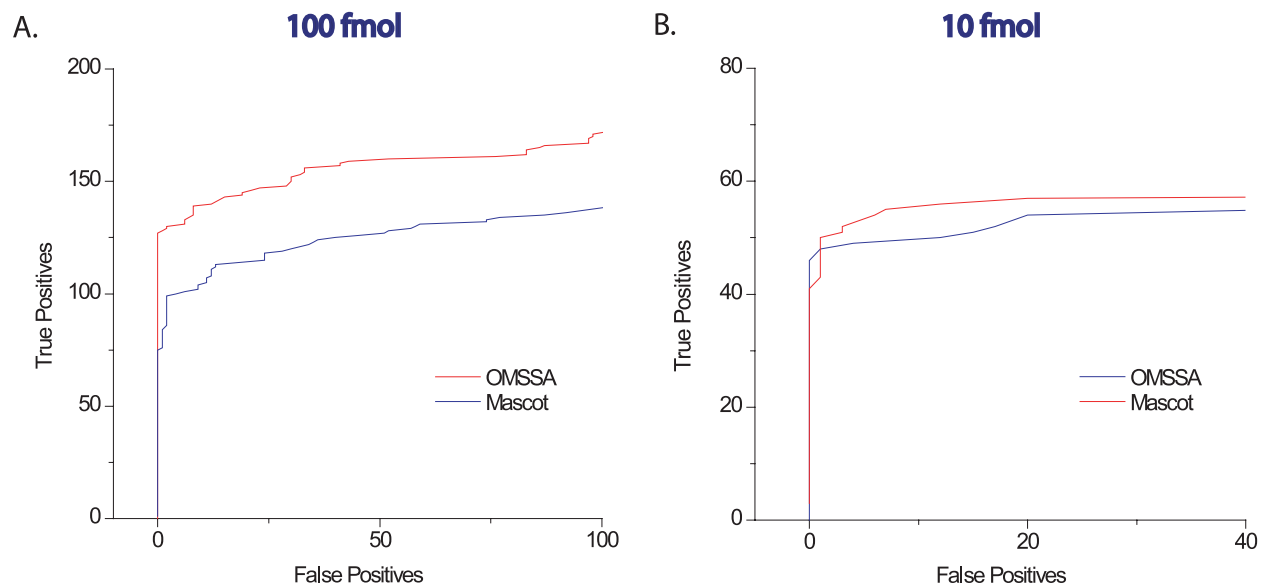 A.
100 fmol
200
150
100
50
0
True Positives
OMSSA
Mascot
0
50
100
False Positives
B.
10 fmol
80
60
40
20
0
True Positives
OMSSA
Mascot
0
20
40
False Positives